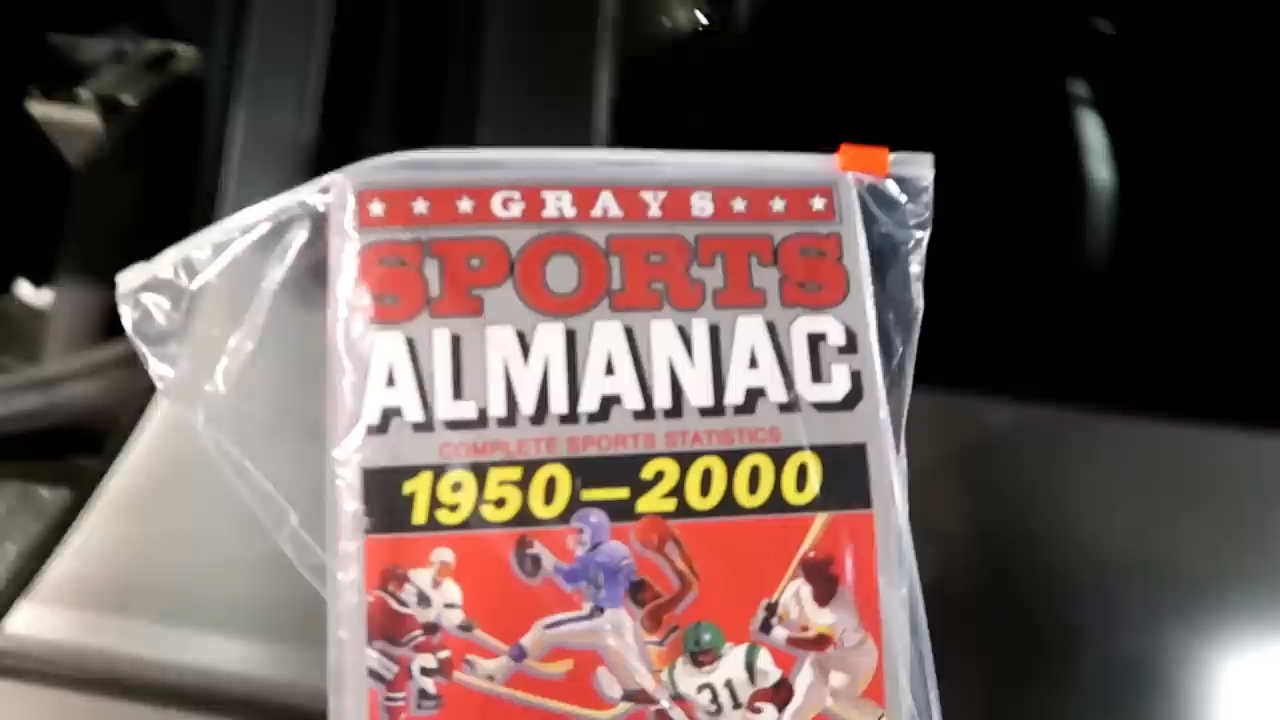 GRAYS
SPORTS
ALMANAC
COMPLETE SPORTS STATISTICS
1950-2000
31